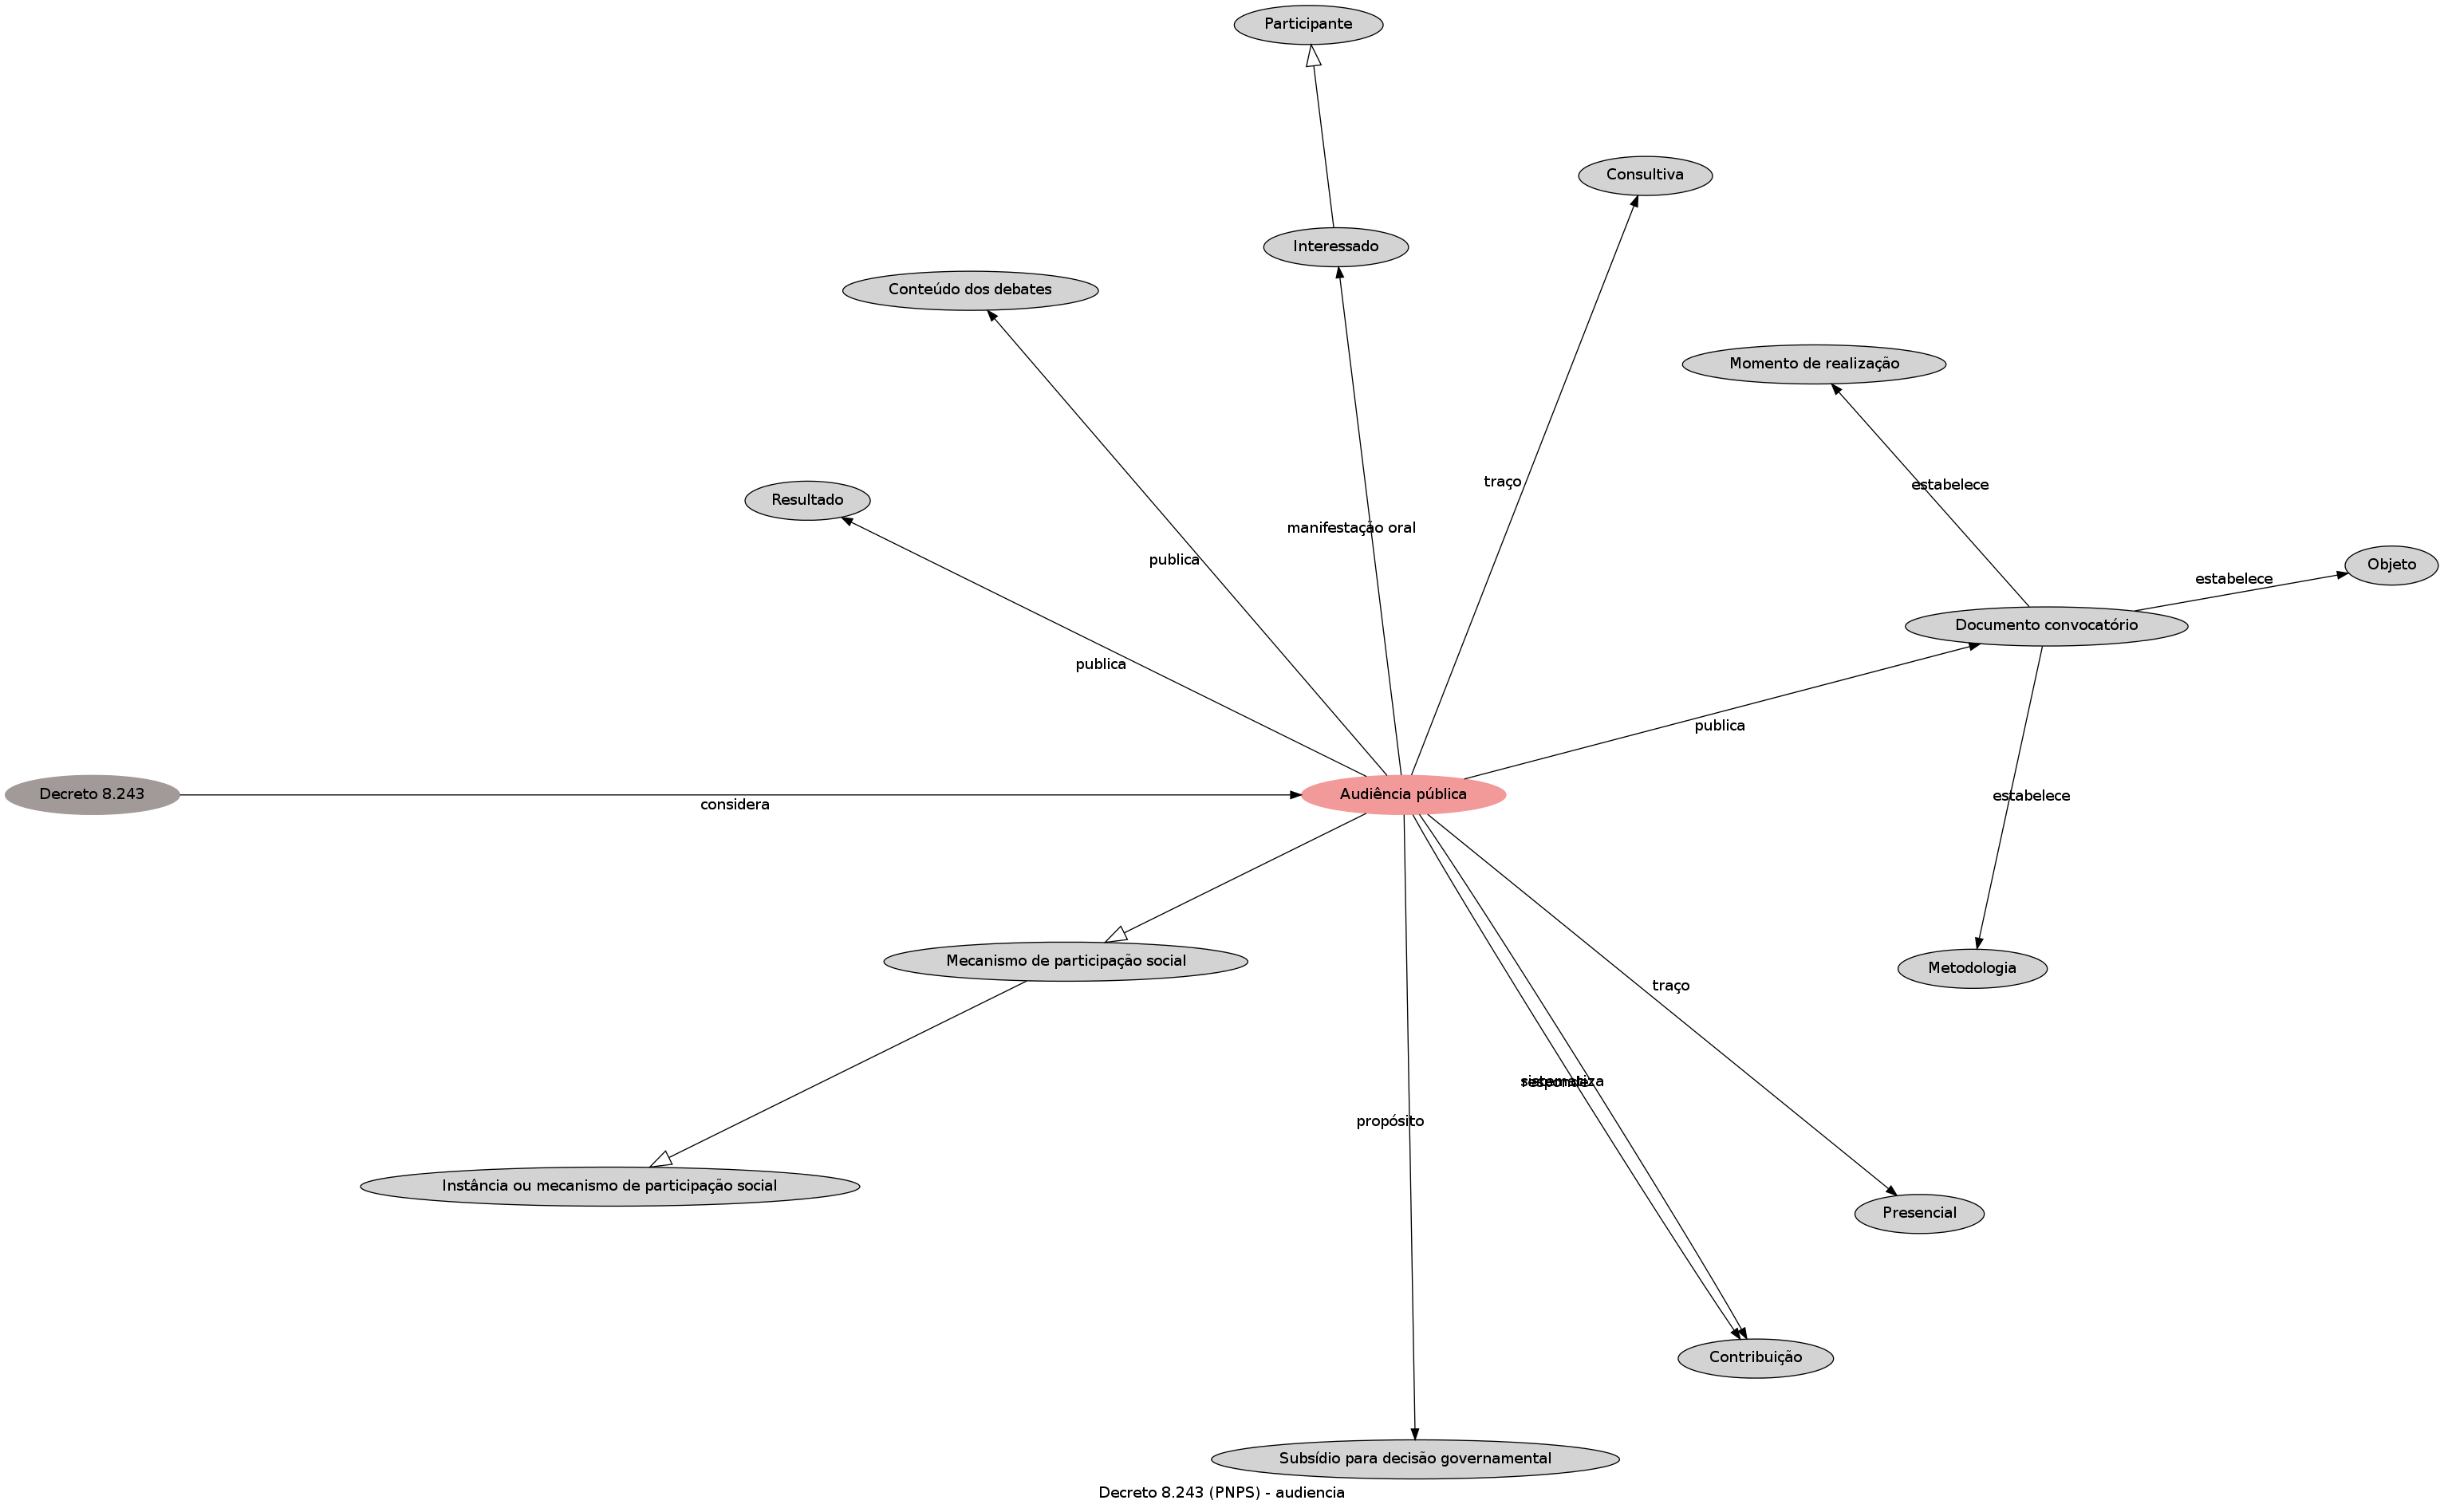 Participante
Consultiva
Interessado
Conteúdo dos debates
Momento de realização
traço
estabelece
Resultado
manifestação oral
publica
Objeto
estabelece
Documento convocatório
publica
publica
Decreto 8.243
considera
Audiência pública
estabelece
Mecanismo de participação social
Metodologia
traço
sistematiza
responde
propósito
Instância ou mecanismo de participação social
Presencial
Contribuição
Subsídio para decisão governamental
Decreto 8.243 (PNPS) - audiencia